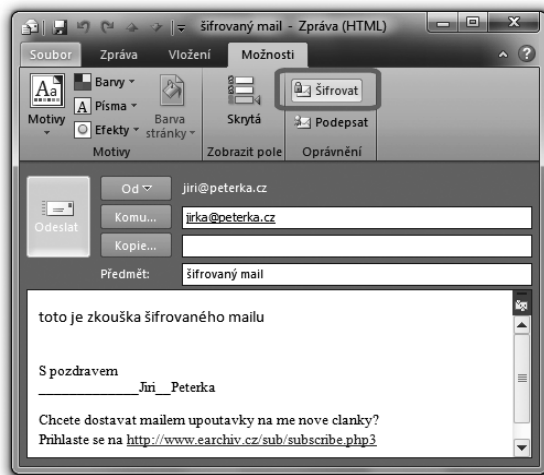 šifrovaný mail - Zpráva (HTML)
Soubor Zpráva Vložení Možnosti
Aa Motivy
Barvy
A Písma
Efekty
Barva stránky
Skrytá
Šifrovat
Podepsat
Motivy Zobrazit pole Oprávnění
Odeslat
Od jiri@peterka.cz
Komu... jirka@peterka.cz
Kopie...
Předmět: šifrovaný mail
toto je zkouška šifrovaného mailu
S pozdravem
______________Jiri__Peterka
Chcete dostavat mailem upoutavky na me nove clanky?
Prihlaste se na http://www.earchiv.cz/sub/subscribe.php3